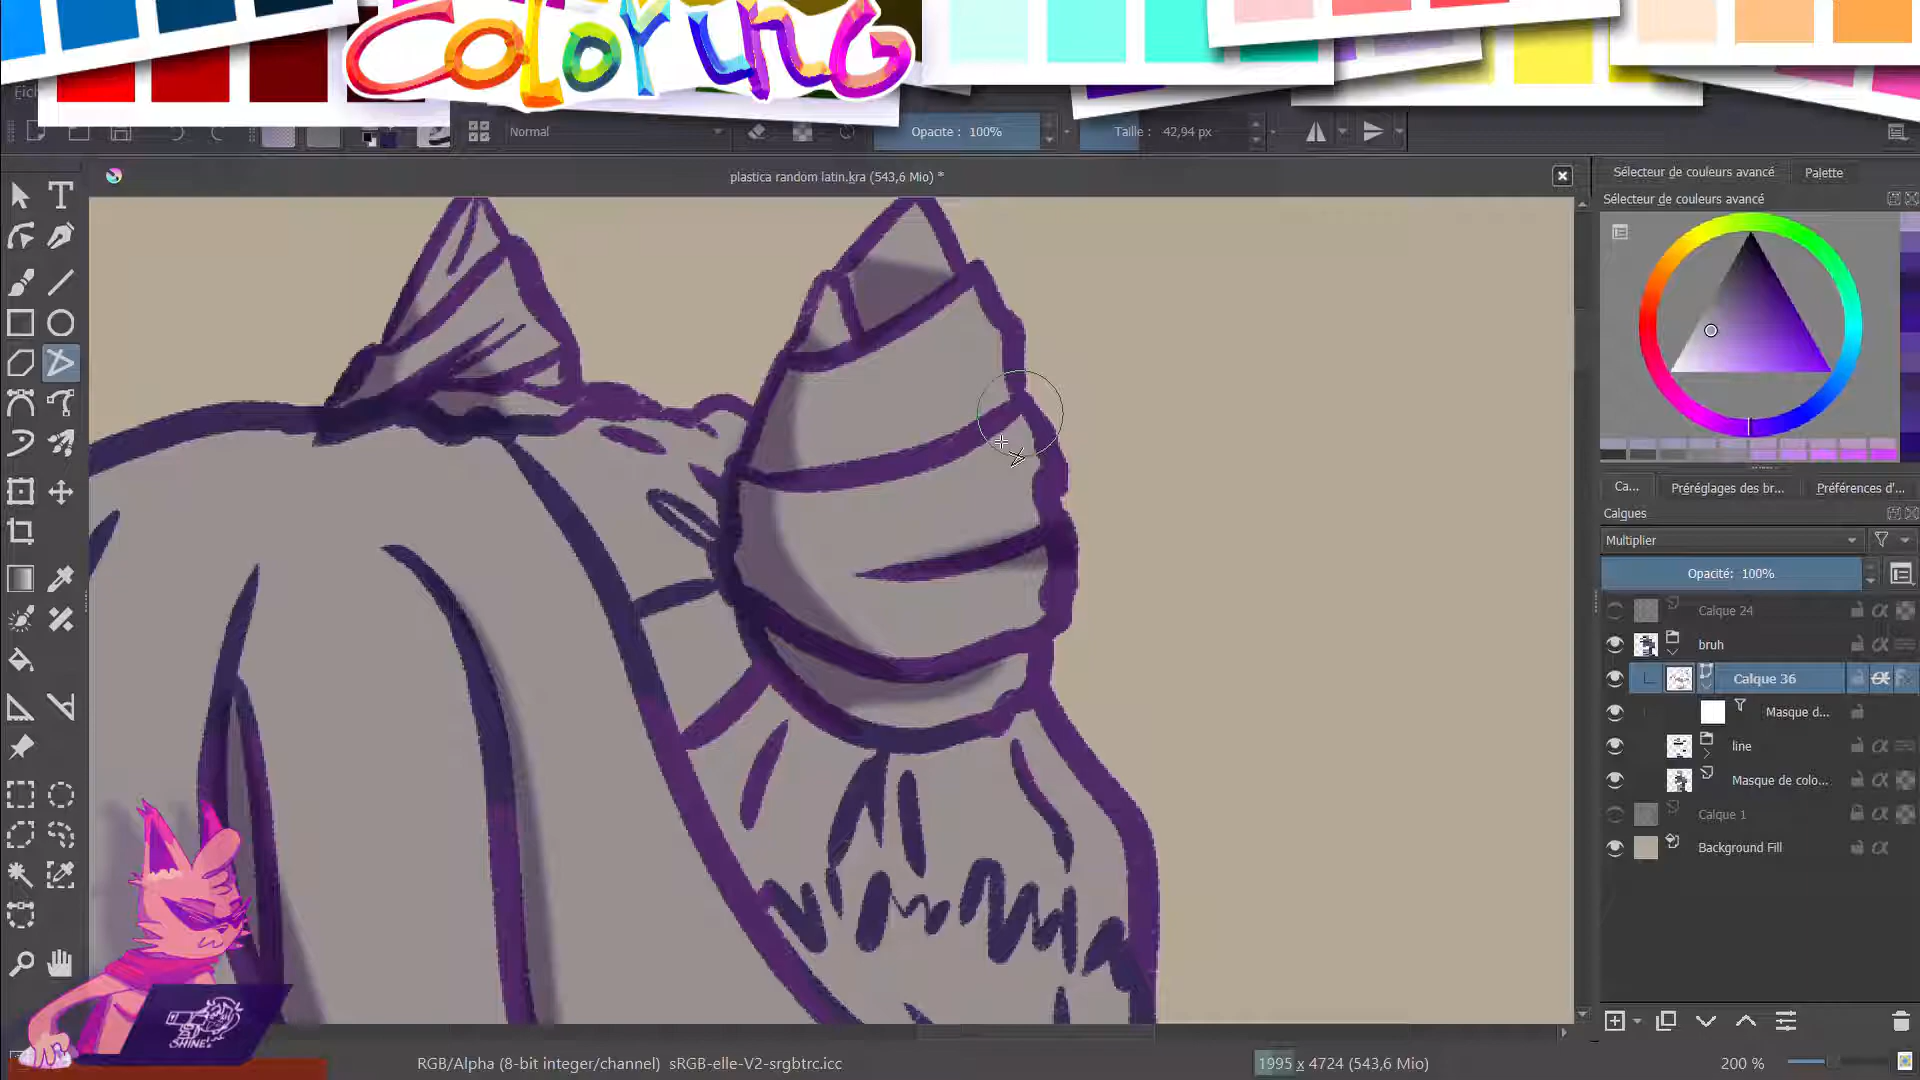 COLORING
Fich
Normal
Opacité : 100%
Taille : 42,94 px
plastica random latin.kra (543,6 Mio) *
Sélecteur de couleurs avancé
Palette
Sélecteur de couleurs avancé
Ca...
Préréglages des br...
Préférences d'...
Calques
Multiplier
Opacité: 100%
Calque 24
bruh
Calque 36
Masque d...
line
Masque de colo...
Calque 1
Background Fill
SHINE!
RGB/Alpha (8-bit integer/channel) sRGB-elle-V2-srgbtrc.icc
1995 x 4724 (543,6 Mio)
200 %